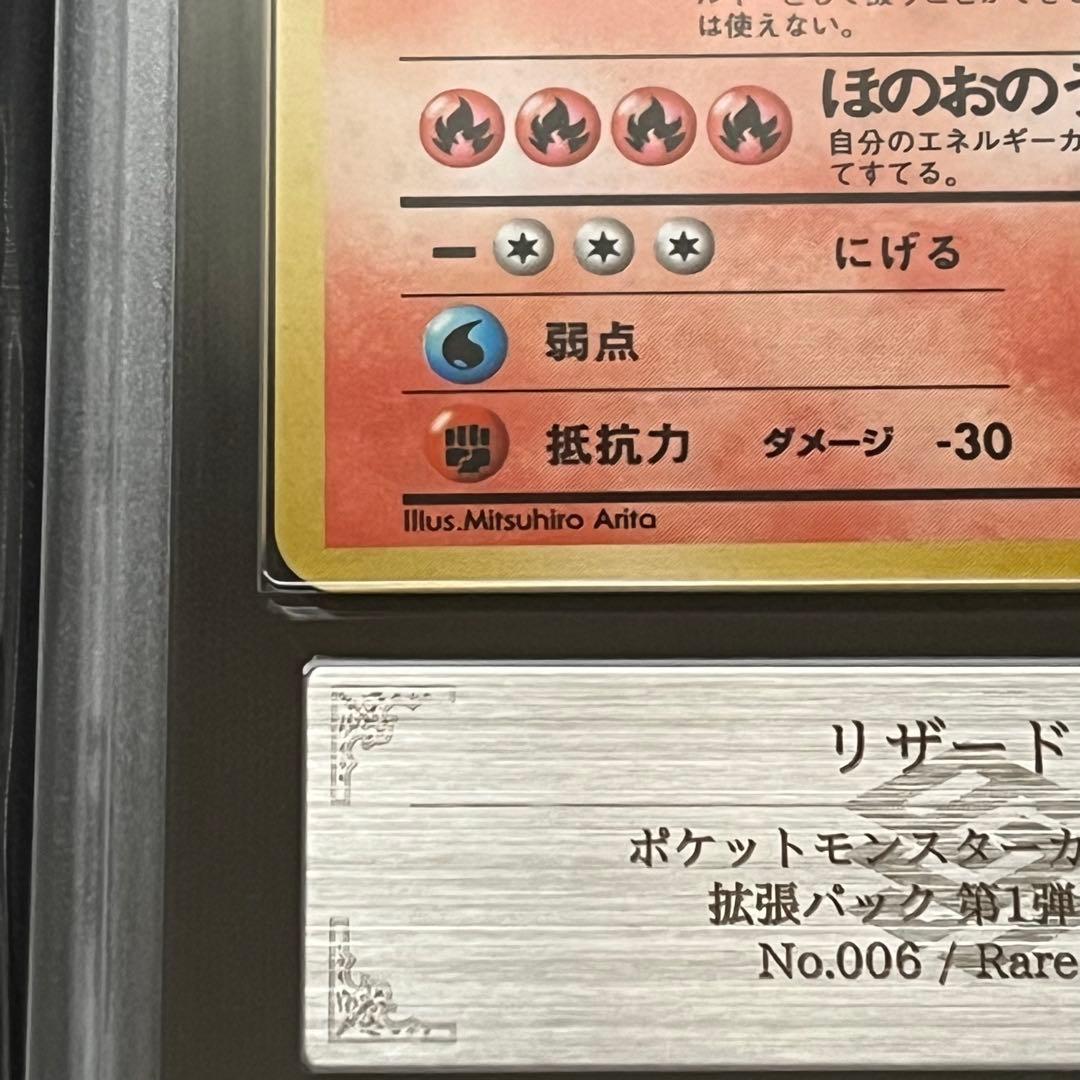 は使えない。
ほのおのう
自分のエネルギーカ
てすてる。
にげる
弱点
抵抗力 ダメージ -30
Illus.Mitsuhiro Arita
リザード
ポケットモンスターカ
拡張パック 第1弾
No.006 / Rare